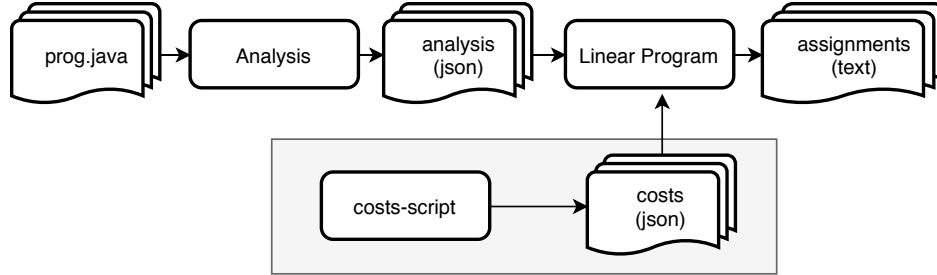 prog.java
Analysis
analysis
(json)
Linear Program
assignments
(text)
costs-script
costs
(json)